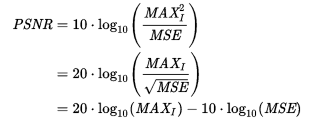 PSNR = 10 · log₁₀(MAX_I² / MSE)
= 20 · log₁₀(MAX_I / √MSE)
= 20 · log₁₀(MAX_I) − 10 · log₁₀(MSE)